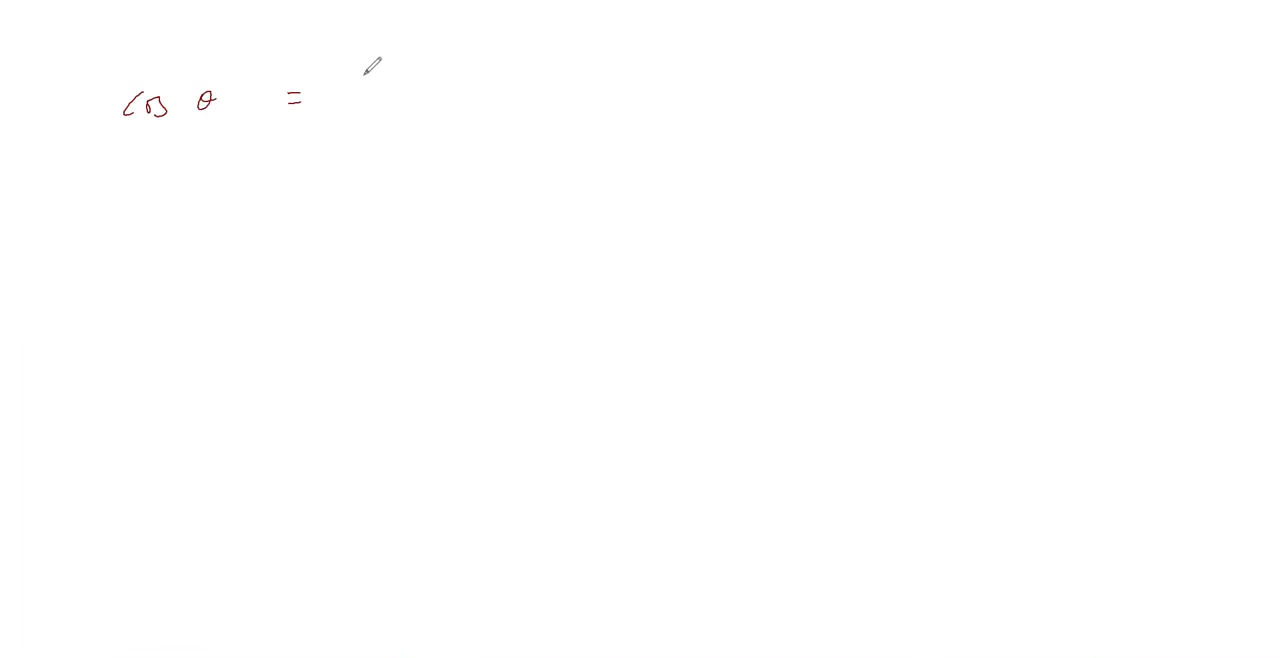 cos θ =